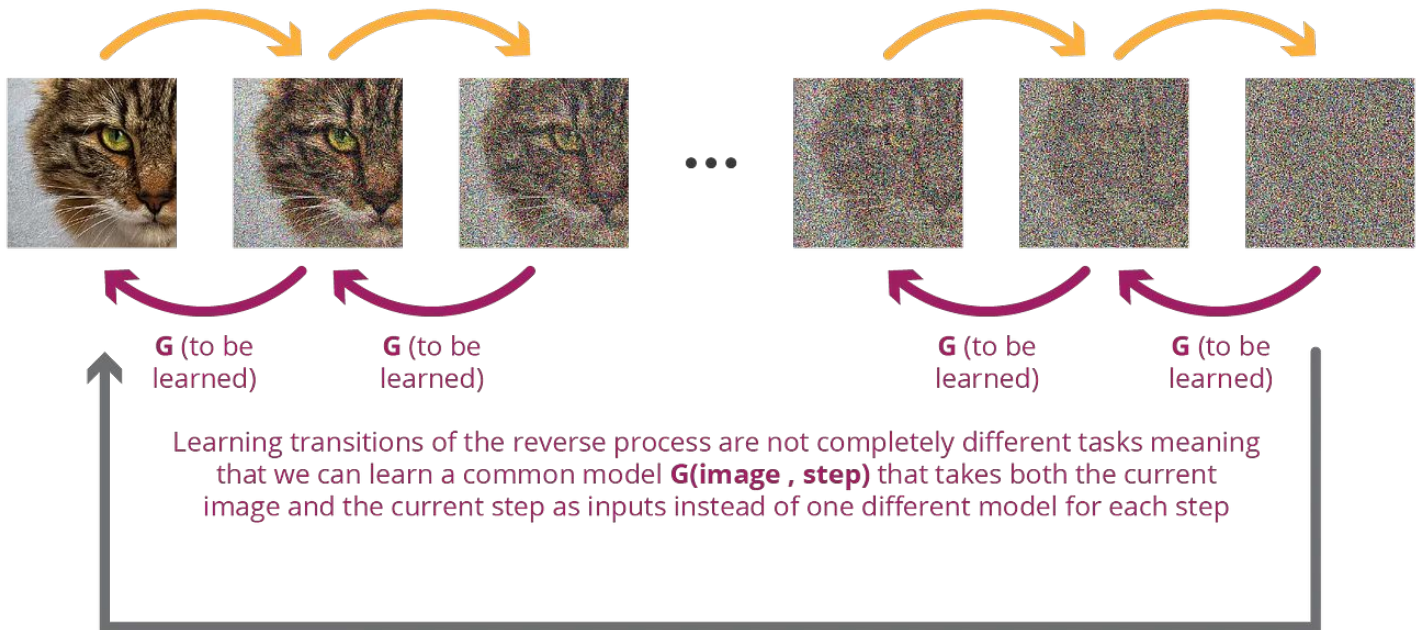 G (to be
learned)
G (to be
learned)
G (to be
learned)
G (to be
learned)
Learning transitions of the reverse process are not completely different tasks meaning
that we can learn a common model G(image , step) that takes both the current
image and the current step as inputs instead of one different model for each step